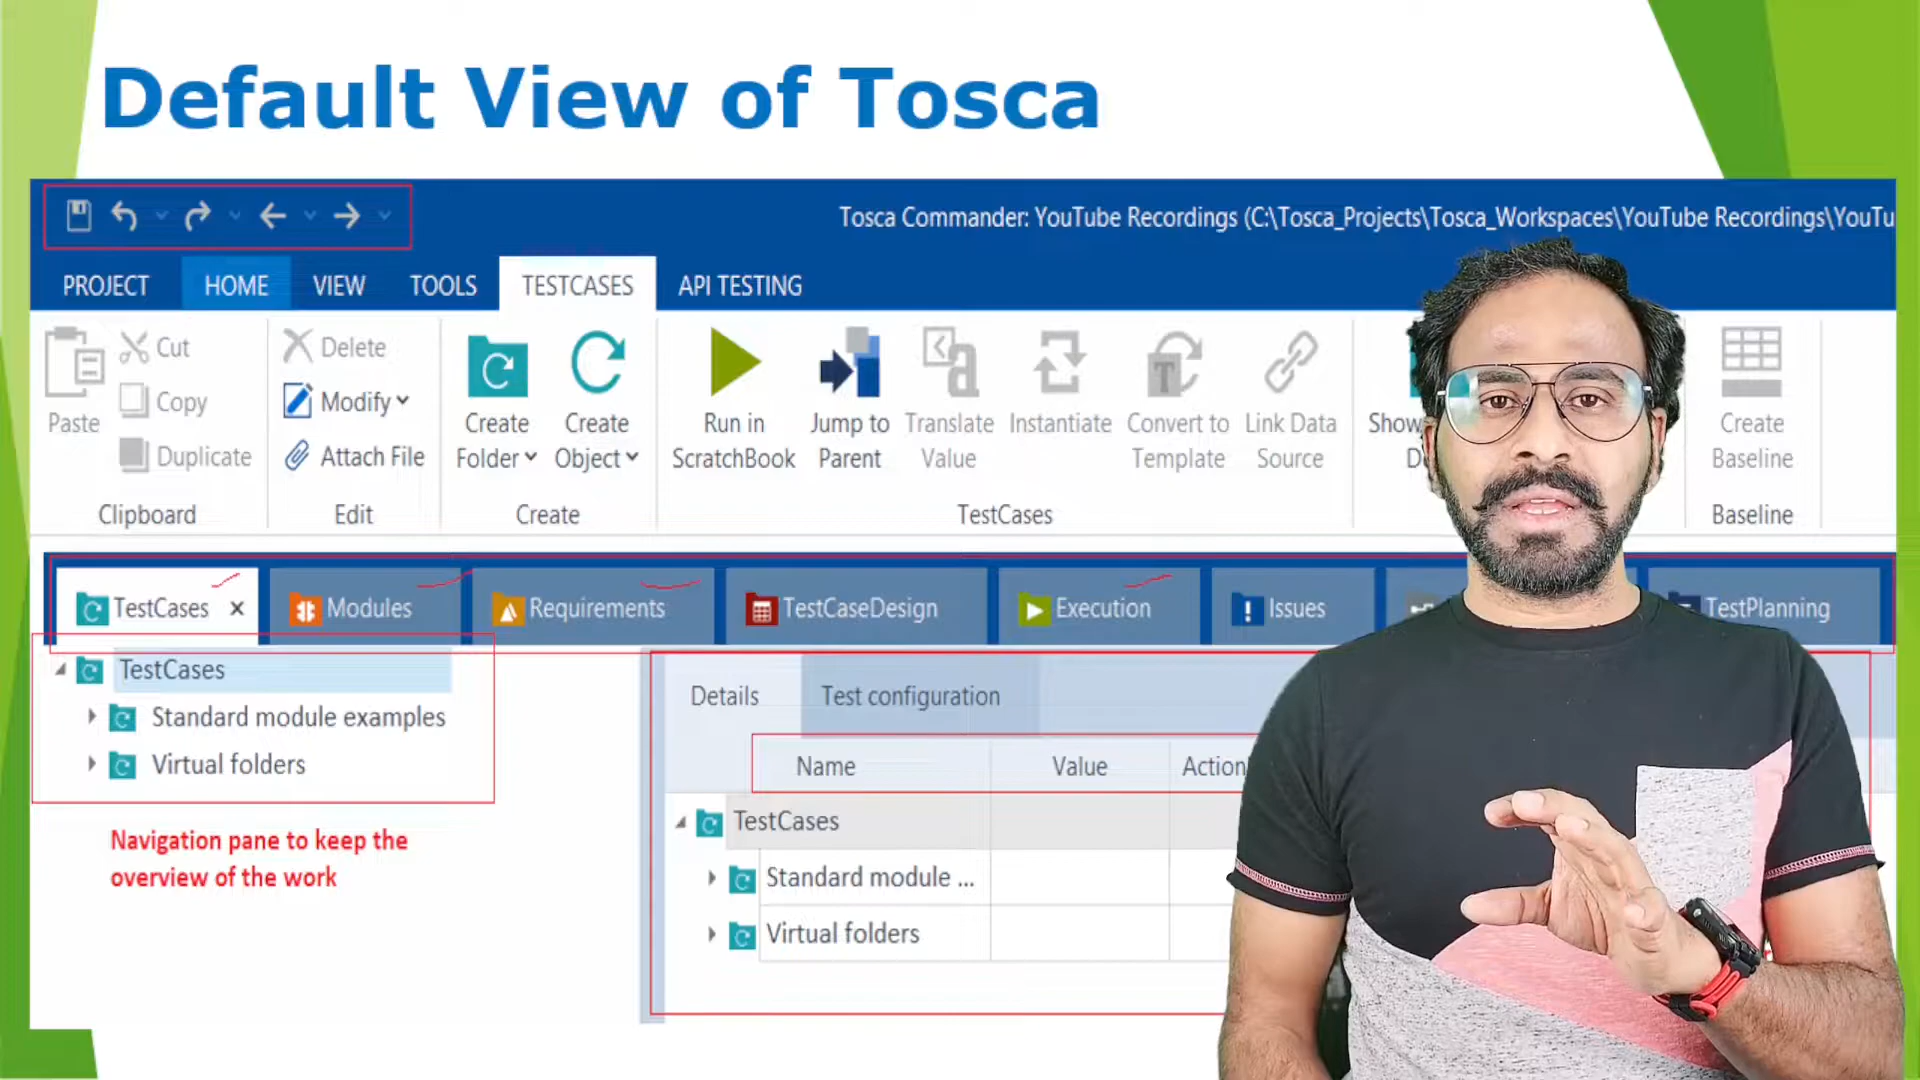 Default View of Tosca
Tosca Commander: YouTube Recordings (C:\Tosca_Projects\Tosca_Workspaces\YouTube Recordings\YouTu
PROJECT HOME VIEW TOOLS TESTCASES API TESTING
Paste
Cut
Copy
Duplicate
Clipboard
Delete
Modify
Attach File
Edit
Create
Folder
Create
Object
Create
Run in
ScratchBook
Jump to
Parent
Translate
Value
Instantiate
Convert to
Template
Link Data
Source
TestCases
Show
Create
Baseline
Baseline
TestCases Modules Requirements TestCaseDesign Execution Issues TestPlanning
TestCases
Standard module examples
Virtual folders
Navigation pane to keep the
overview of the work
Details Test configuration
Name Value Action
TestCases
Standard module ...
Virtual folders